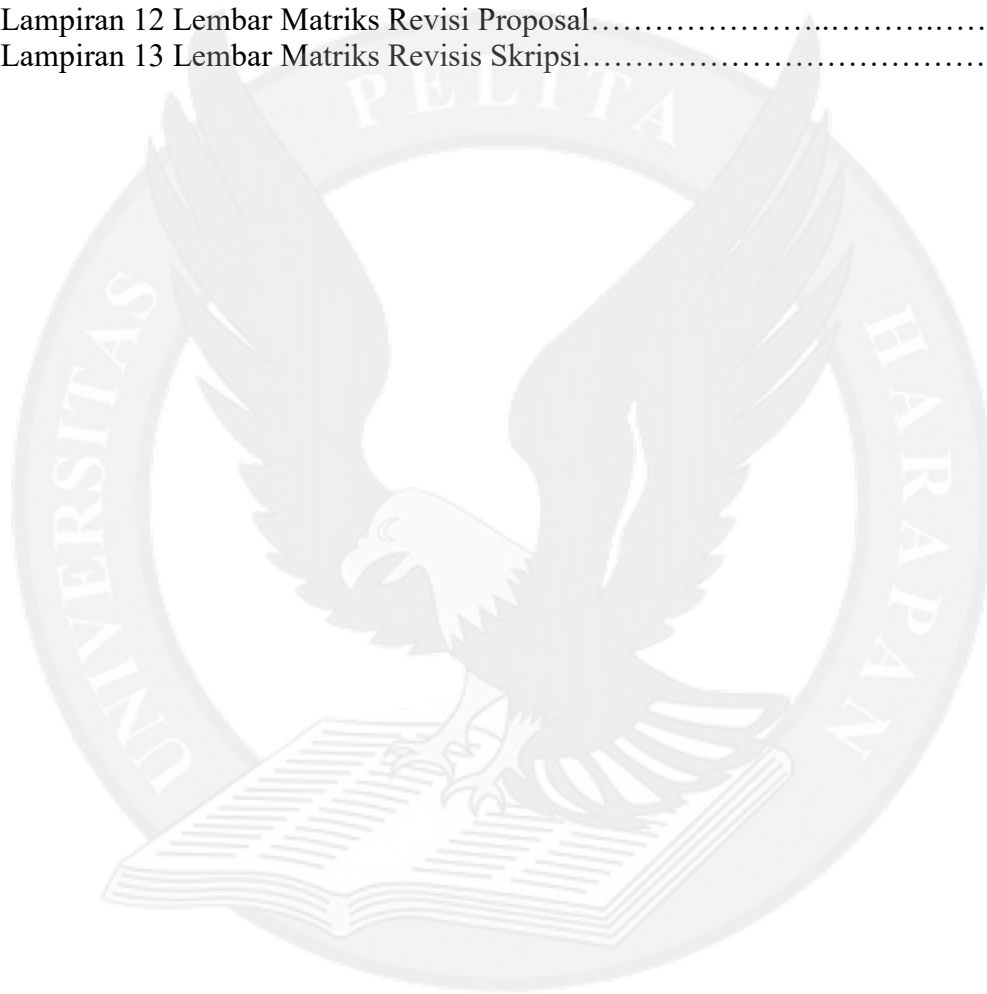 Lampiran 12 Lembar Matriks Revisi Proposal…………………..……….……
Lampiran 13 Lembar Matriks Revisis Skripsi…………………………………
UNIVERSITAS PELITA HARAPAN